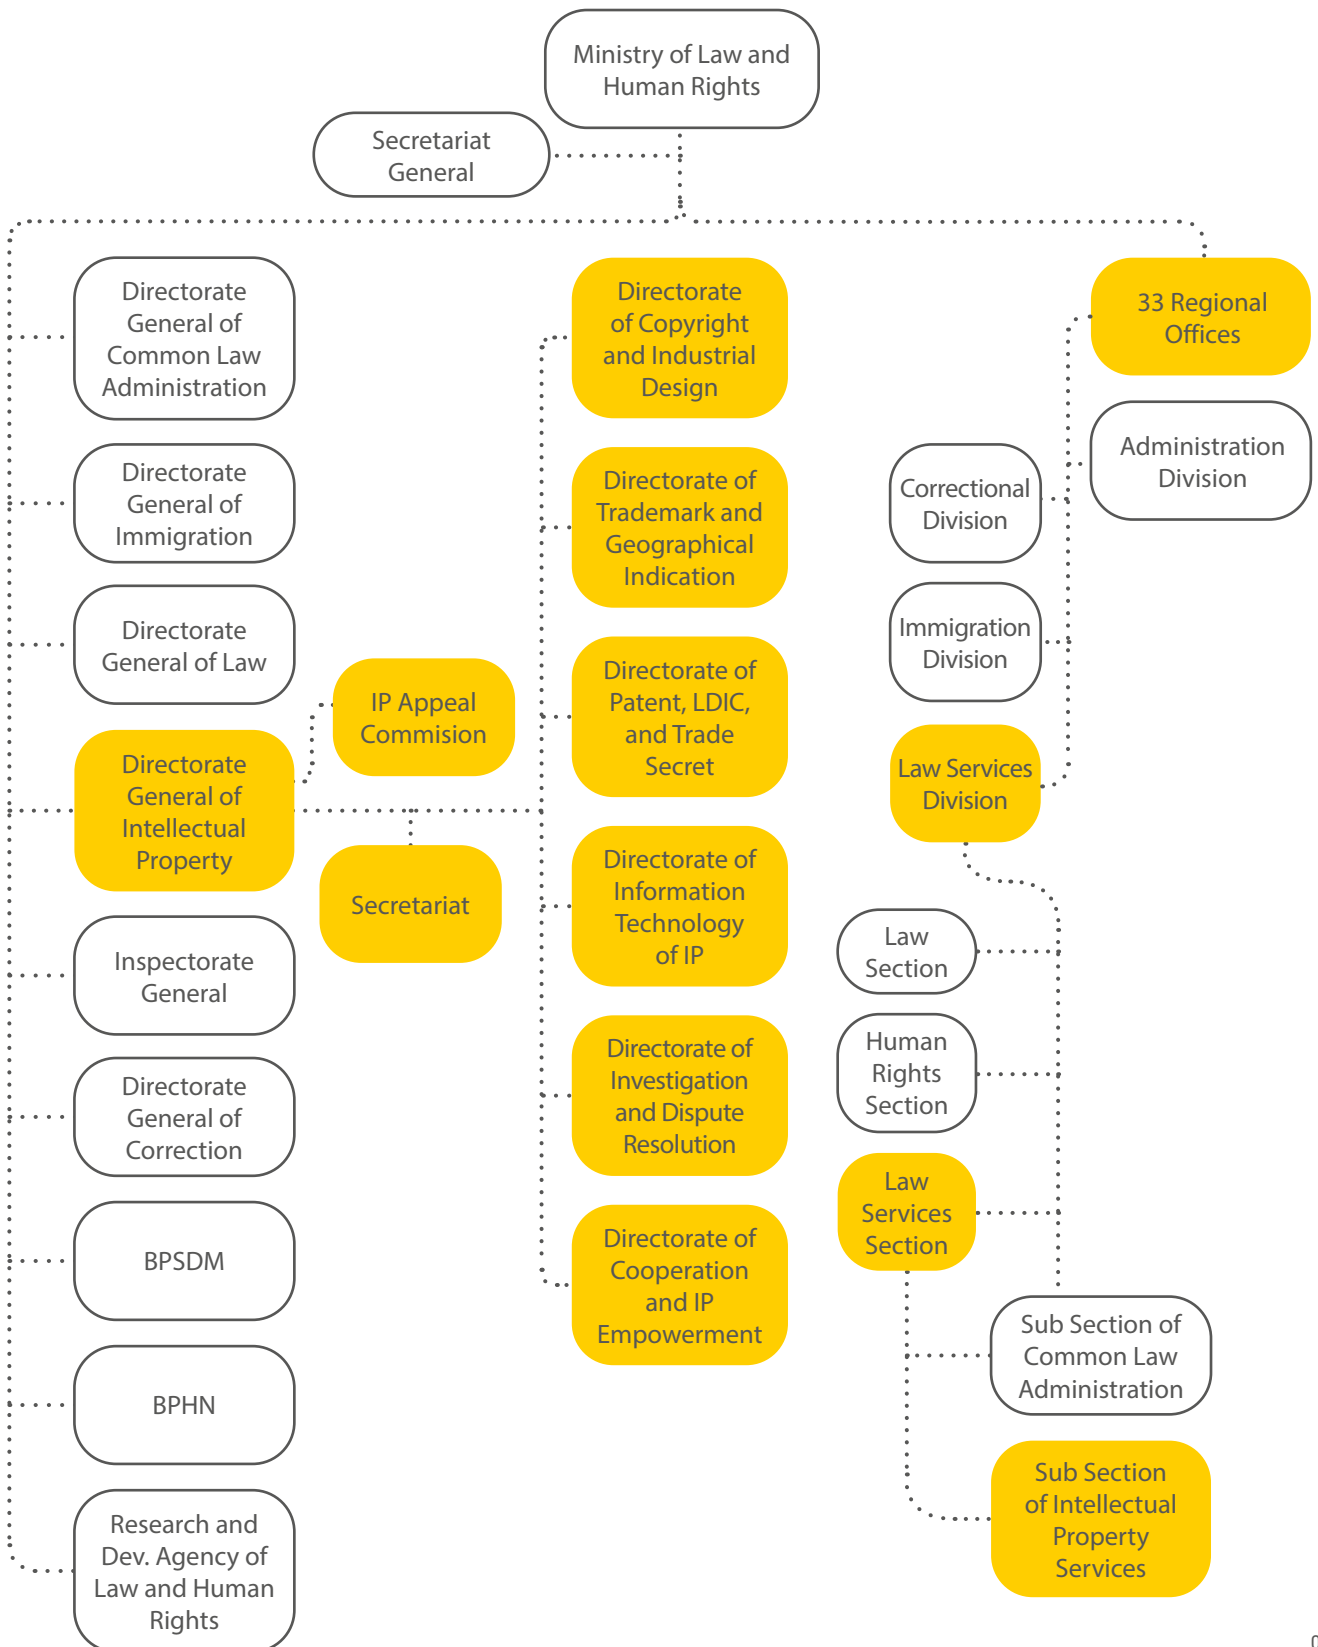 Ministry of Law and
Human Rights
Secretariat
General
Directorate
General of
Common Law
Administration
Directorate
General of
Immigration
Directorate
General of Law
Directorate
General of
Intellectual
Property
Inspectorate
General
Directorate
General of
Correction
BPSDM
BPHN
Research and
Dev. Agency of
Law and Human
Rights
IP Appeal
Commision
Secretariat
Directorate
of Copyright
and Industrial
Design
Directorate of
Trademark and
Geographical
Indication
Directorate of
Patent, LDIC,
and Trade
Secret
Directorate of
Information
Technology
of IP
Directorate of
Investigation
and Dispute
Resolution
Directorate of
Cooperation
and IP
Empowerment
33 Regional
Offices
Administration
Division
Correctional
Division
Immigration
Division
Law Services
Division
Law
Section
Human
Rights
Section
Law
Services
Section
Sub Section of
Common Law
Administration
Sub Section
of Intellectual
Property
Services